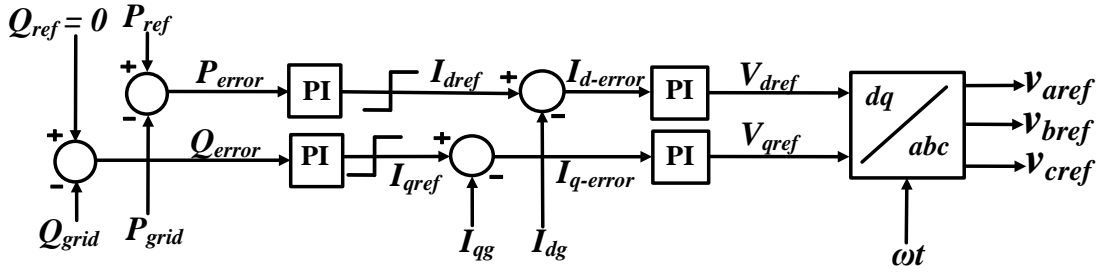 Q_ref = 0
P_ref
+
-
P_error
PI
I_dref
+
-
I_d-error
PI
V_dref
dq
abc
v_aref
v_bref
v_cref
+
-
Q_error
PI
I_qref
+
-
I_q-error
PI
V_qref
Q_grid
P_grid
I_qg
I_dg
ωt